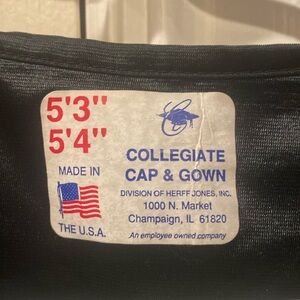 5'3"
5'4"
MADE IN
THE U.S.A.
COLLEGIATE
CAP & GOWN
DIVISION OF HERFF JONES, INC.
1000 N. Market
Champaign, IL 61820
An employee owned company